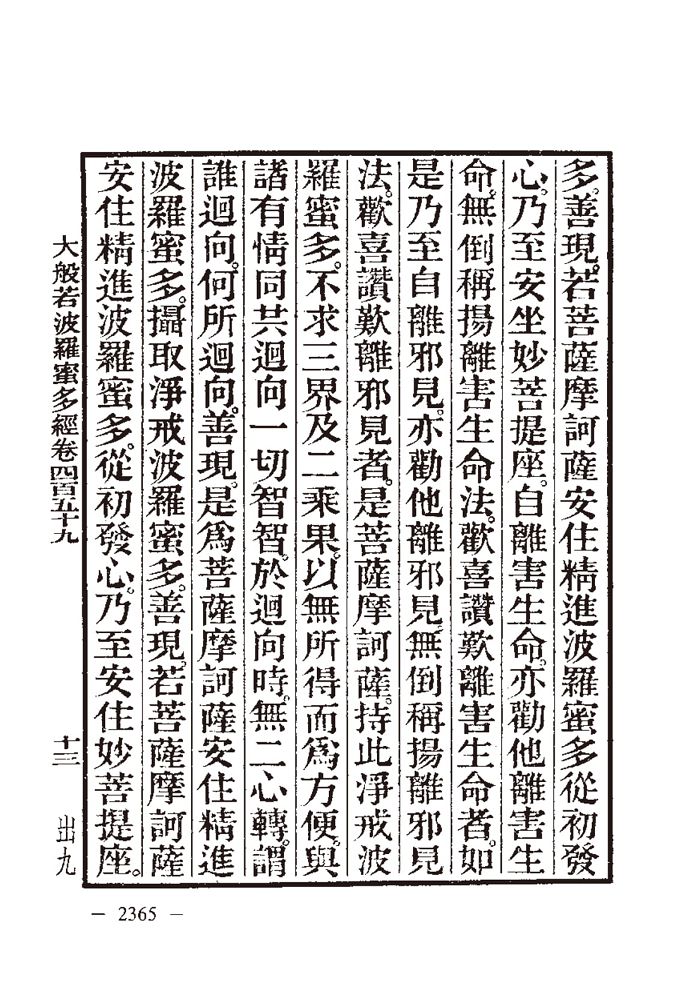 多。善現。若菩薩摩訶薩安住精進波羅蜜多從初發
心。乃至安坐妙菩提座。自離害生命。亦勸他離害生
命。無倒稱揚離害生命法。歡喜讚歎離害生命者。如
是乃至自離邪見。亦勸他離邪見無倒稱揚離邪見
法。歡喜讚歎離邪見者。是菩薩摩訶薩。持此淨戒波
羅蜜多。不求三界及二乘果。以無所得而爲方便。與
諸有情同共迴向一切智智。於迴向時。無二心轉。謂
誰迴向。何所迴向。善現。是爲菩薩摩訶薩安住精進
波羅蜜多。攝取淨戒波羅蜜多。善現。若菩薩摩訶薩
安住精進波羅蜜多。從初發心。乃至安住妙菩提座。
大般若波羅蜜多經卷四百五十九 十三 出九
— 2365 —